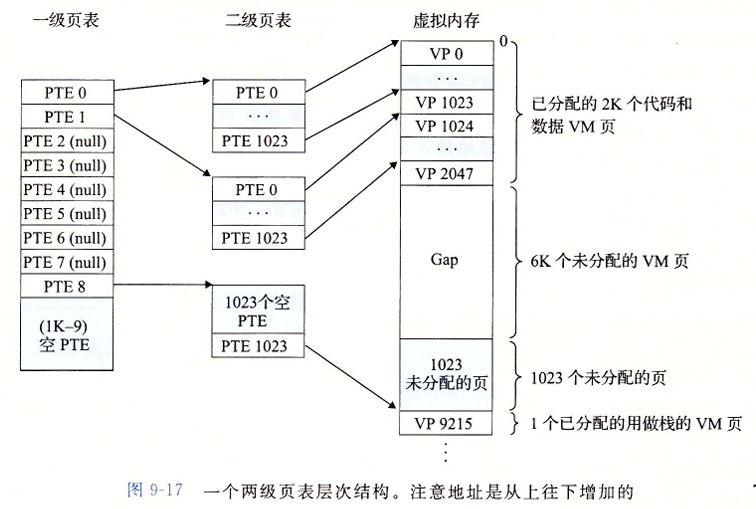 一级页表
二级页表
虚拟内存
0
PTE 0
PTE 1
PTE 2 (null)
PTE 3 (null)
PTE 4 (null)
PTE 5 (null)
PTE 6 (null)
PTE 7 (null)
PTE 8
(1K–9)
空 PTE
PTE 0
···
PTE 1023
PTE 0
···
PTE 1023
1023个空
PTE
PTE 1023
VP 0
···
VP 1023
VP 1024
···
VP 2047
Gap
1023
未分配的页
VP 9215
已分配的 2K 个代码和
数据 VM 页
6K 个未分配的 VM 页
1023 个未分配的页
1 个已分配的用做栈的 VM 页
图 9-17 一个两级页表层次结构。注意地址是从上往下增加的